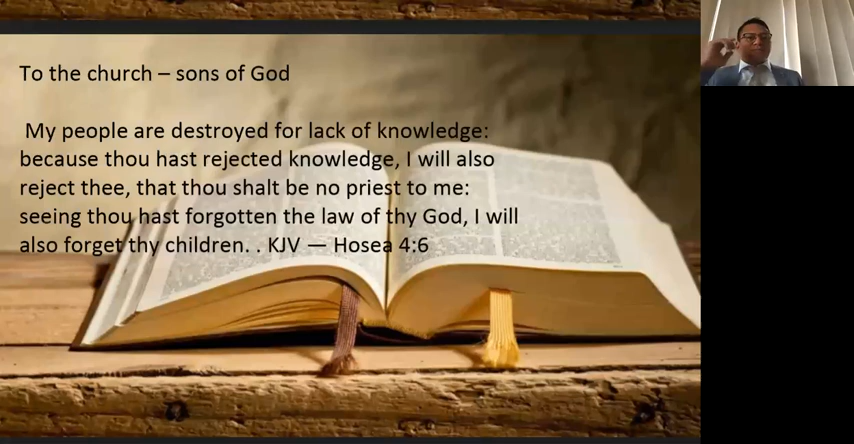 To the church – sons of God
My people are destroyed for lack of knowledge:
because thou hast rejected knowledge, I will also
reject thee, that thou shalt be no priest to me:
seeing thou hast forgotten the law of thy God, I will
also forget thy children. . KJV — Hosea 4:6